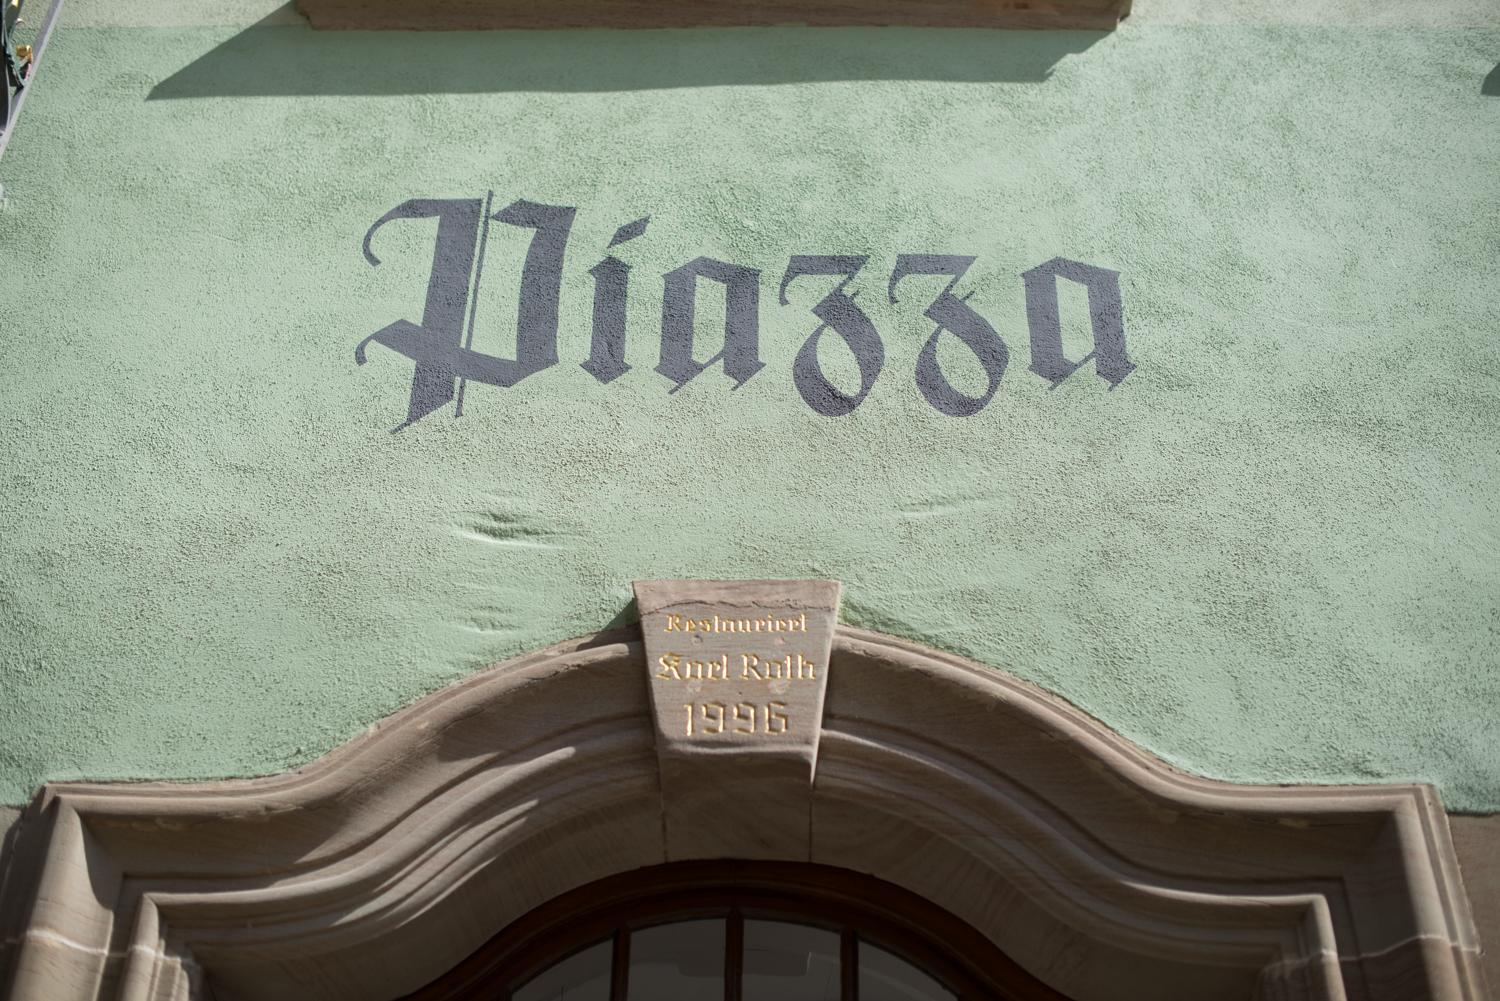 Piazza
Restauriert
Karl Roth
1996